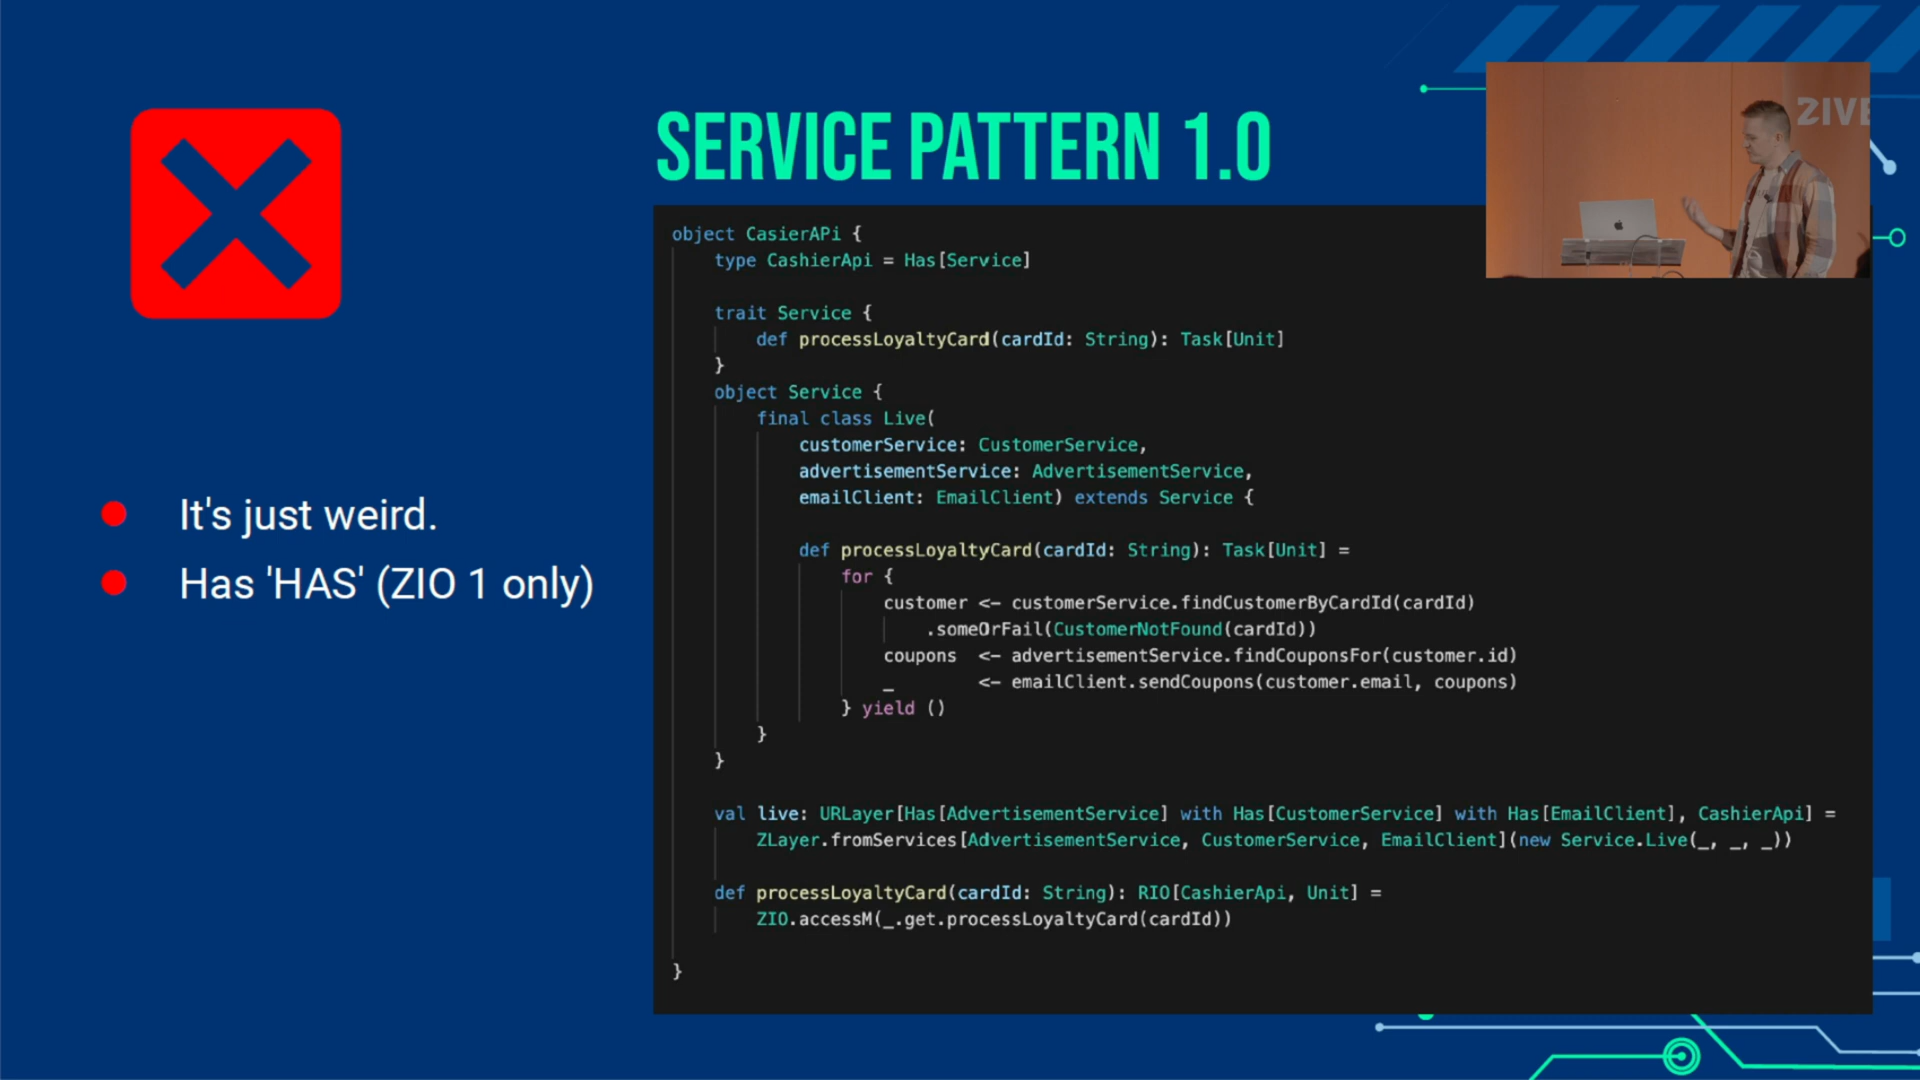 SERVICE PATTERN 1.0
ZIVE
It's just weird.
Has 'HAS' (ZIO 1 only)
object CasierAPi {
type CashierApi = Has[Service]
trait Service {
def processLoyaltyCard(cardId: String): Task[Unit]
}
object Service {
final class Live(
customerService: CustomerService,
advertisementService: AdvertisementService,
emailClient: EmailClient) extends Service {
def processLoyaltyCard(cardId: String): Task[Unit] =
for {
customer <- customerService.findCustomerByCardId(cardId)
.someOrFail(CustomerNotFound(cardId))
coupons <- advertisementService.findCouponsFor(customer.id)
_ <- emailClient.sendCoupons(customer.email, coupons)
} yield ()
}
}
val live: URLayer[Has[AdvertisementService] with Has[CustomerService] with Has[EmailClient], CashierApi] =
ZLayer.fromServices[AdvertisementService, CustomerService, EmailClient](new Service.Live(_, _, _))
def processLoyaltyCard(cardId: String): RIO[CashierApi, Unit] =
ZIO.accessM(_.get.processLoyaltyCard(cardId))
}